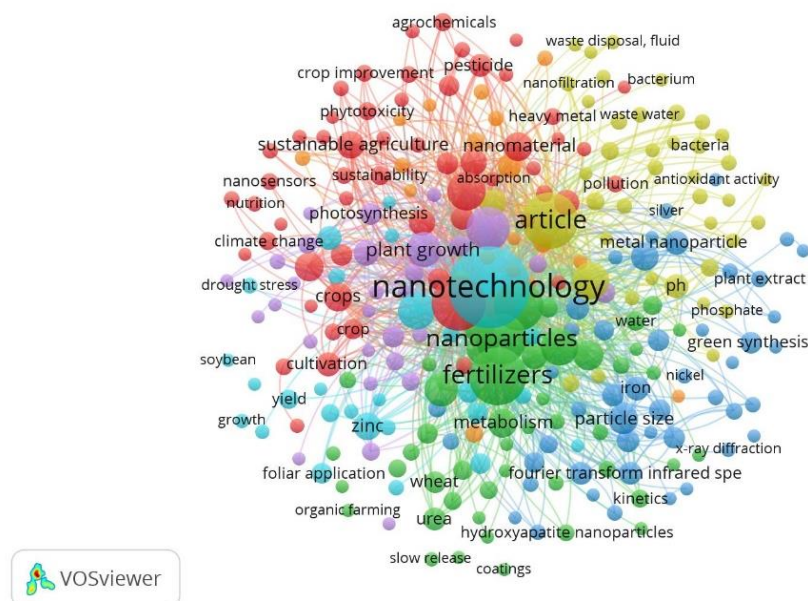 agrochemicals
waste disposal, fluid
crop improvement
pesticide
nanofiltration
bacterium
phytotoxicity
heavy metal
waste water
sustainable agriculture
nanomaterial
bacteria
nanosensors
sustainability
absorption
pollution
antioxidant activity
nutrition
photosynthesis
article
silver
climate change
plant growth
metal nanoparticle
drought stress
crops
nanotechnology
ph
plant extract
crop
nanoparticles
water
phosphate
green synthesis
soybean
cultivation
fertilizers
nickel
yield
iron
growth
zinc
metabolism
particle size
x-ray diffraction
foliar application
wheat
fourier transform infrared spe
organic farming
urea
kinetics
hydroxyapatite nanoparticles
slow release
coatings
VOSviewer